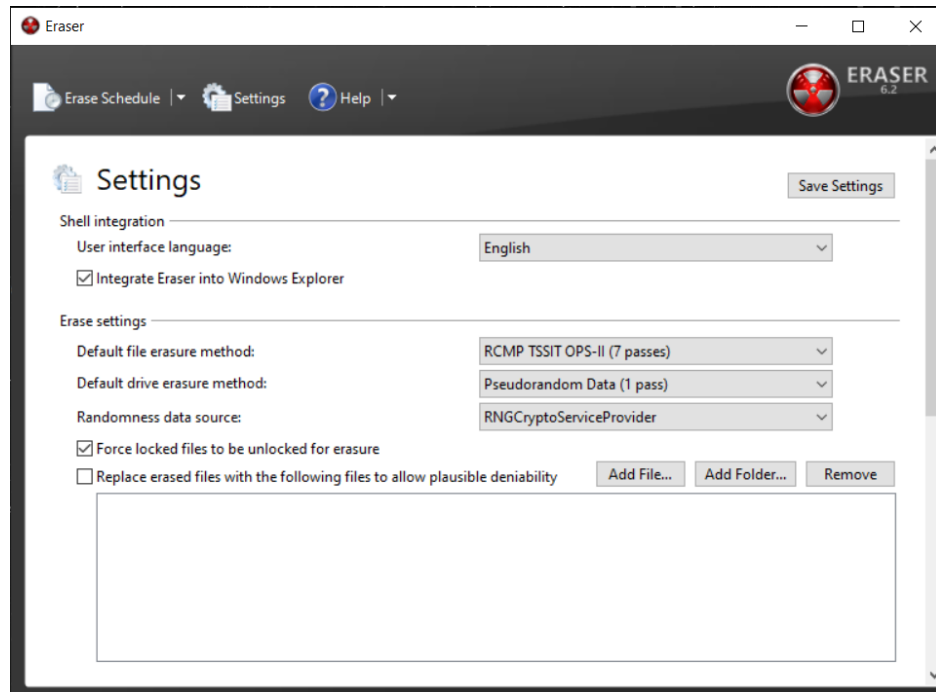 Eraser
Erase Schedule
Settings
Help
ERASER
6.2
Settings
Save Settings
Shell integration
User interface language:
English
Integrate Eraser into Windows Explorer
Erase settings
Default file erasure method:
RCMP TSSIT OPS-II (7 passes)
Default drive erasure method:
Pseudorandom Data (1 pass)
Randomness data source:
RNGCryptoServiceProvider
Force locked files to be unlocked for erasure
Replace erased files with the following files to allow plausible deniability
Add File...
Add Folder...
Remove